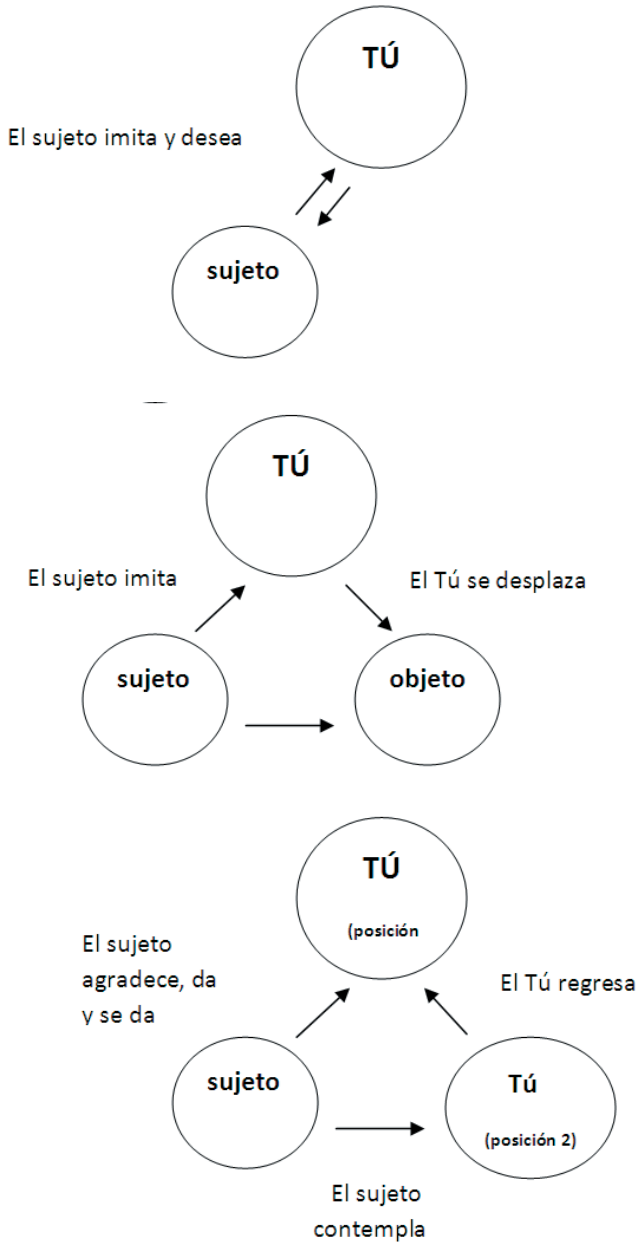 TÚ
El sujeto imita y desea
sujeto
TÚ
El sujeto imita
El Tú se desplaza
sujeto
objeto
TÚ
(posición
El sujeto
agradece, da
y se da
El Tú regresa
sujeto
Tú
(posición 2)
El sujeto
contempla